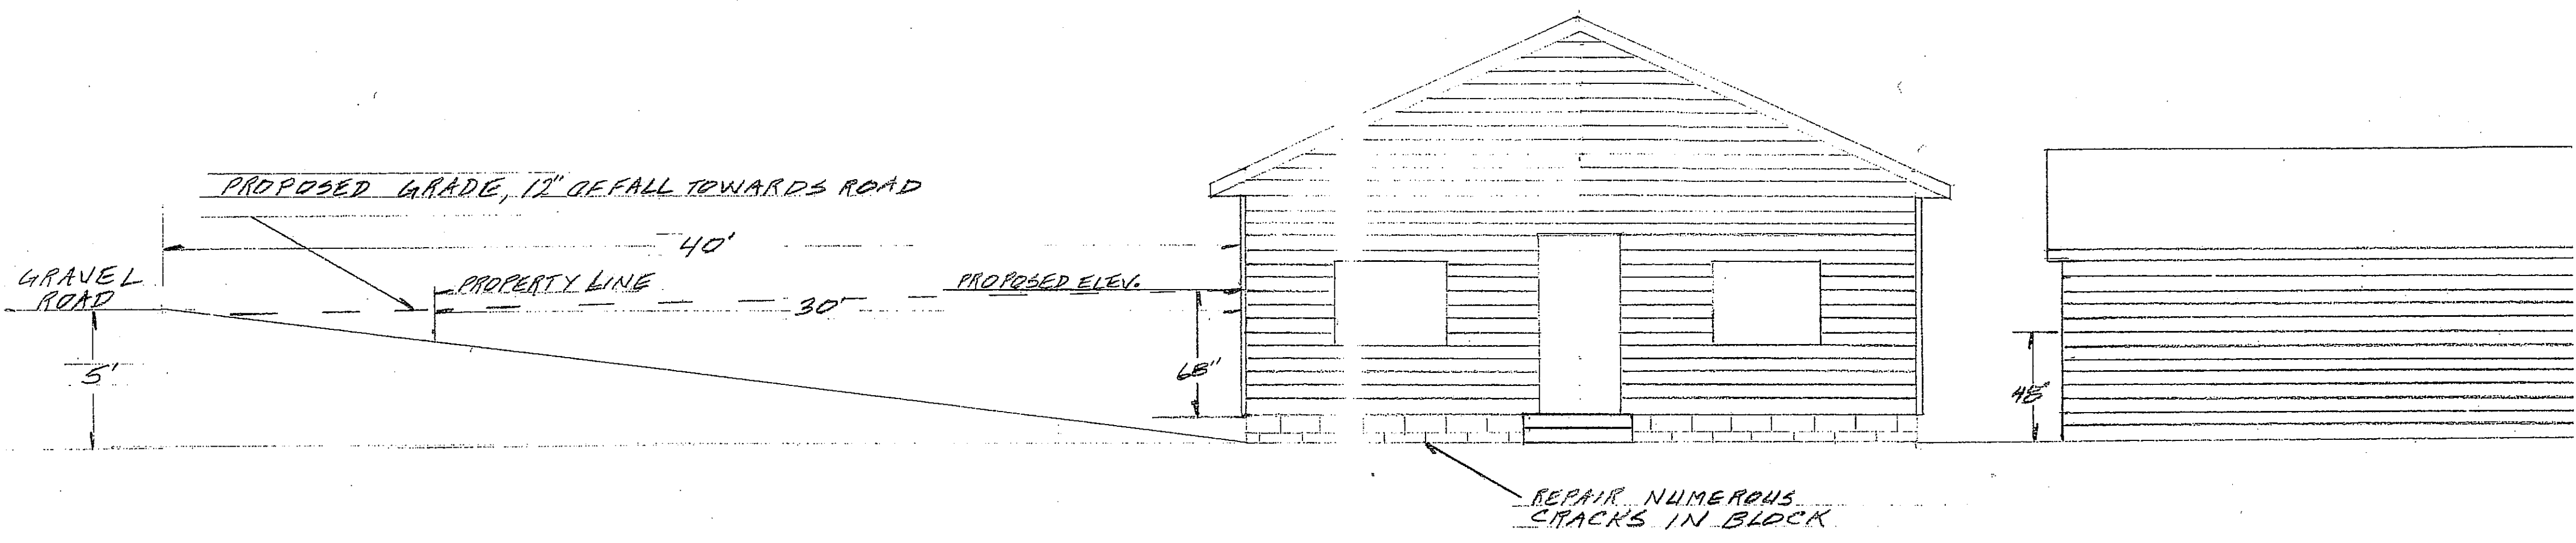 PROPOSED GRADE, 12" OF FALL TOWARDS ROAD
40'
GRAVEL
ROAD
PROPERTY LINE
PROPOSED ELEV.
30'
5'
68"
48"
REPAIR NUMEROUS
CRACKS IN BLOCK